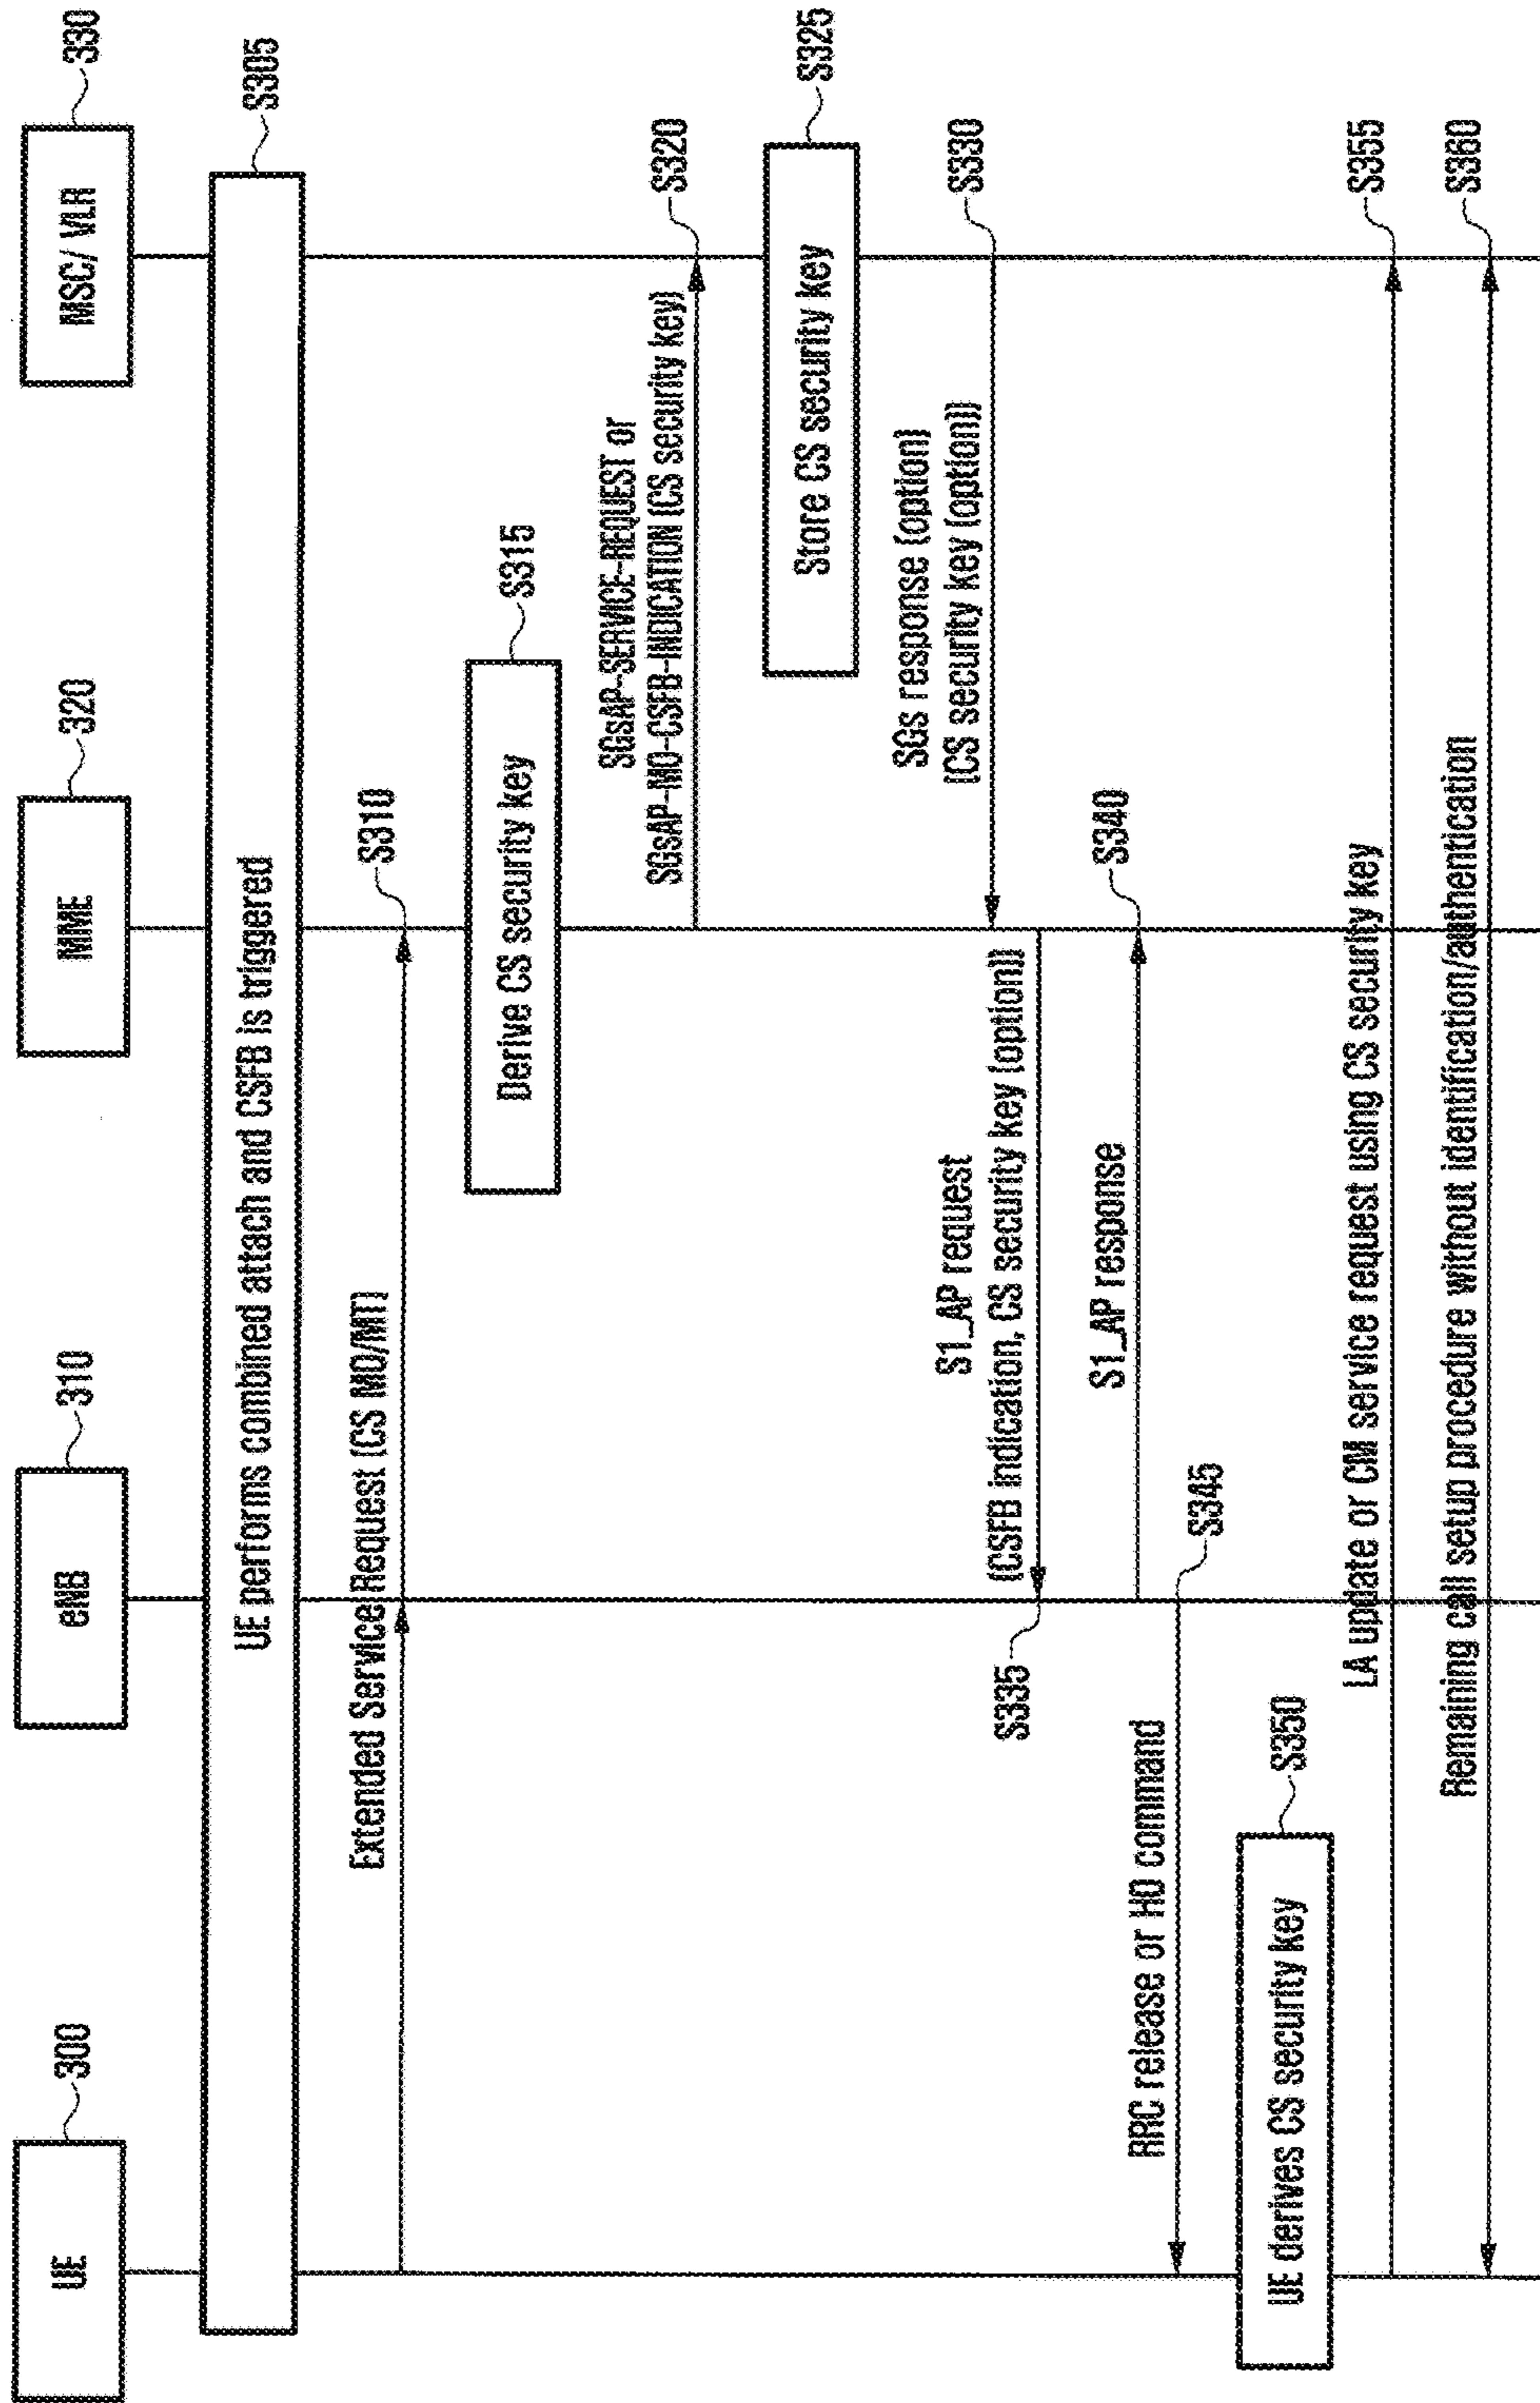 UE
300
eNB
310
MME
320
MSC/ VLR
330
UE performs combined attach and CSFB is triggered
S305
Extended Service Request (CS MO/MT)
S310
Derive CS security key
S315
SGsAP-SERVICE-REQUEST or
SGsAP-MO-CSFB-INDICATION (CS security key)
S320
Store CS security key
S325
SGs response (option)
(CS security key (option))
S330
S1_AP request
(CSFB indication, CS security key (option))
S335
S1_AP response
S340
RRC release or HO command
S345
UE derives CS security key
S350
LA update or CM service request using CS security key
S355
Remaining call setup procedure without identification/authentication
S360